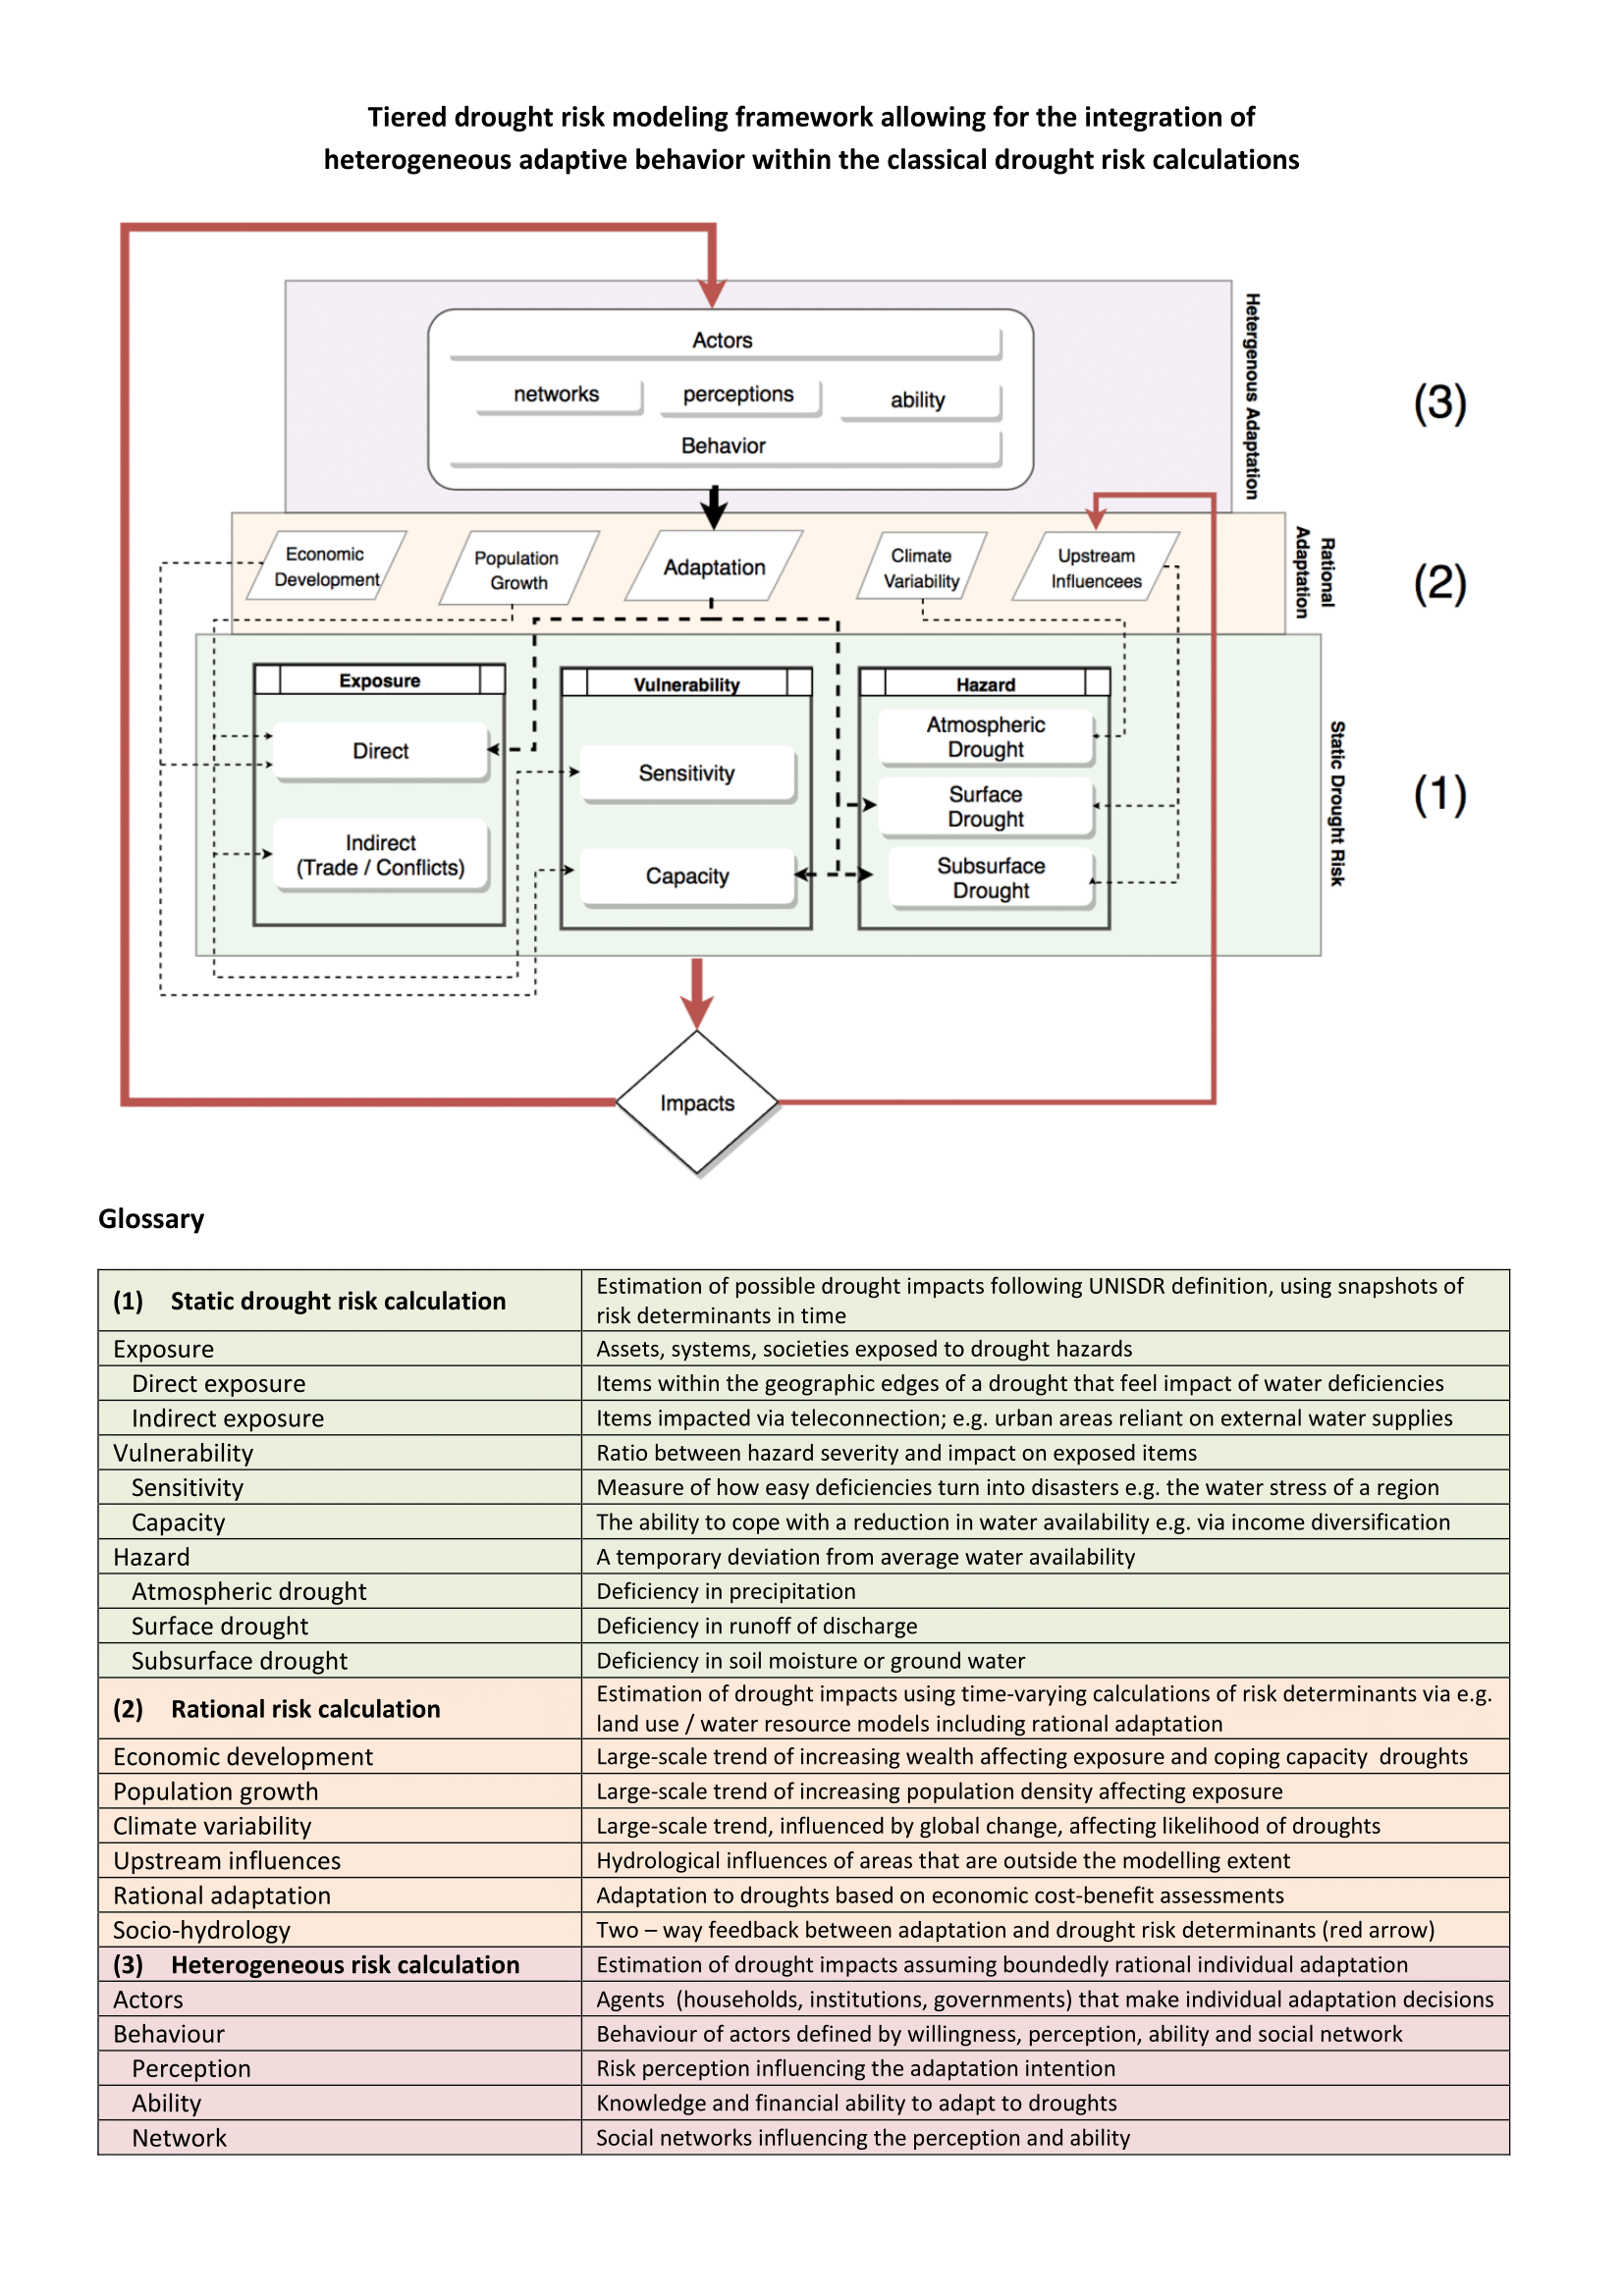 Tiered drought risk modeling framework allowing for the integration of
heterogeneous adaptive behavior within the classical drought risk calculations
Hetergenous Adaptation
(3)
Actors
networks
perceptions
ability
Behavior
Rational
Adaptation
(2)
Economic
Development
Population
Growth
Adaptation
Climate
Variability
Upstream
Influencees
Static Drought Risk
(1)
Exposure
Direct
Indirect
(Trade / Conflicts)
Vulnerability
Sensitivity
Capacity
Hazard
Atmospheric
Drought
Surface
Drought
Subsurface
Drought
Impacts
Glossary
(1) Static drought risk calculation
Estimation of possible drought impacts following UNISDR definition, using snapshots of
risk determinants in time
Exposure
Assets, systems, societies exposed to drought hazards
Direct exposure
Items within the geographic edges of a drought that feel impact of water deficiencies
Indirect exposure
Items impacted via teleconnection; e.g. urban areas reliant on external water supplies
Vulnerability
Ratio between hazard severity and impact on exposed items
Sensitivity
Measure of how easy deficiencies turn into disasters e.g. the water stress of a region
Capacity
The ability to cope with a reduction in water availability e.g. via income diversification
Hazard
A temporary deviation from average water availability
Atmospheric drought
Deficiency in precipitation
Surface drought
Deficiency in runoff of discharge
Subsurface drought
Deficiency in soil moisture or ground water
(2) Rational risk calculation
Estimation of drought impacts using time-varying calculations of risk determinants via e.g.
land use / water resource models including rational adaptation
Economic development
Large-scale trend of increasing wealth affecting exposure and coping capacity droughts
Population growth
Large-scale trend of increasing population density affecting exposure
Climate variability
Large-scale trend, influenced by global change, affecting likelihood of droughts
Upstream influences
Hydrological influences of areas that are outside the modelling extent
Rational adaptation
Adaptation to droughts based on economic cost-benefit assessments
Socio-hydrology
Two – way feedback between adaptation and drought risk determinants (red arrow)
(3) Heterogeneous risk calculation
Estimation of drought impacts assuming boundedly rational individual adaptation
Actors
Agents (households, institutions, governments) that make individual adaptation decisions
Behaviour
Behaviour of actors defined by willingness, perception, ability and social network
Perception
Risk perception influencing the adaptation intention
Ability
Knowledge and financial ability to adapt to droughts
Network
Social networks influencing the perception and ability